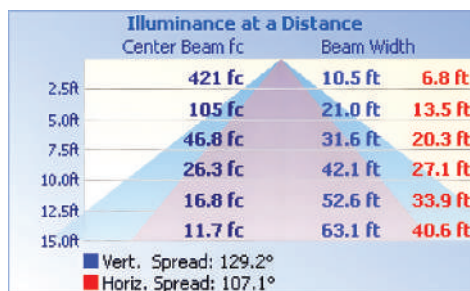 Illuminance at a Distance
Center Beam fc Beam Width
2.5ft 421 fc 10.5 ft 6.8 ft
5.0ft 105 fc 21.0 ft 13.5 ft
7.5ft 46.8 fc 31.6 ft 20.3 ft
10.0ft 26.3 fc 42.1 ft 27.1 ft
12.5ft 16.8 fc 52.6 ft 33.9 ft
15.0ft 11.7 fc 63.1 ft 40.6 ft
Vert. Spread: 129.2°
Horiz. Spread: 107.1°